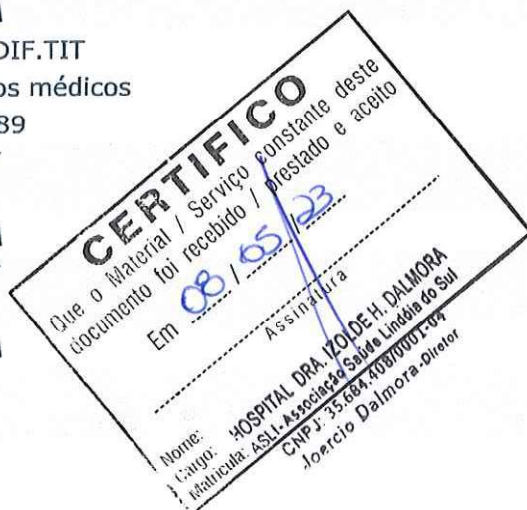 DIF.TIT
os médicos
89
CERTIFICO
Que o Material / Serviço constante deste
documento foi recebido / prestado e aceito
Em 08 / 05 / 23
Assinatura
Nome: HOSPITAL DRA. IZOLDE H. DALMORA
Cargo:
Matrícula: ASLI-Associação Saúde Lindóia do Sul
CNPJ: 35.684.408/0001-04
Joercio Dalmora-Diretor